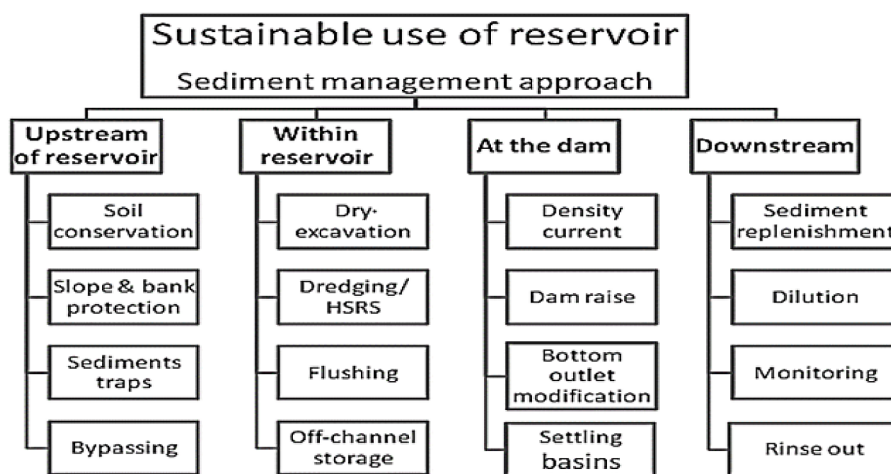 Sustainable use of reservoir
Sediment management approach
Upstream
of reservoir
Within
reservoir
At the dam
Downstream
Soil
conservation
Dry-
excavation
Density
current
Sediment
replenishment
Slope & bank
protection
Dredging/
HSRS
Dam raise
Dilution
Sediments
traps
Flushing
Bottom
outlet
modification
Monitoring
Bypassing
Off-channel
storage
Settling
basins
Rinse out